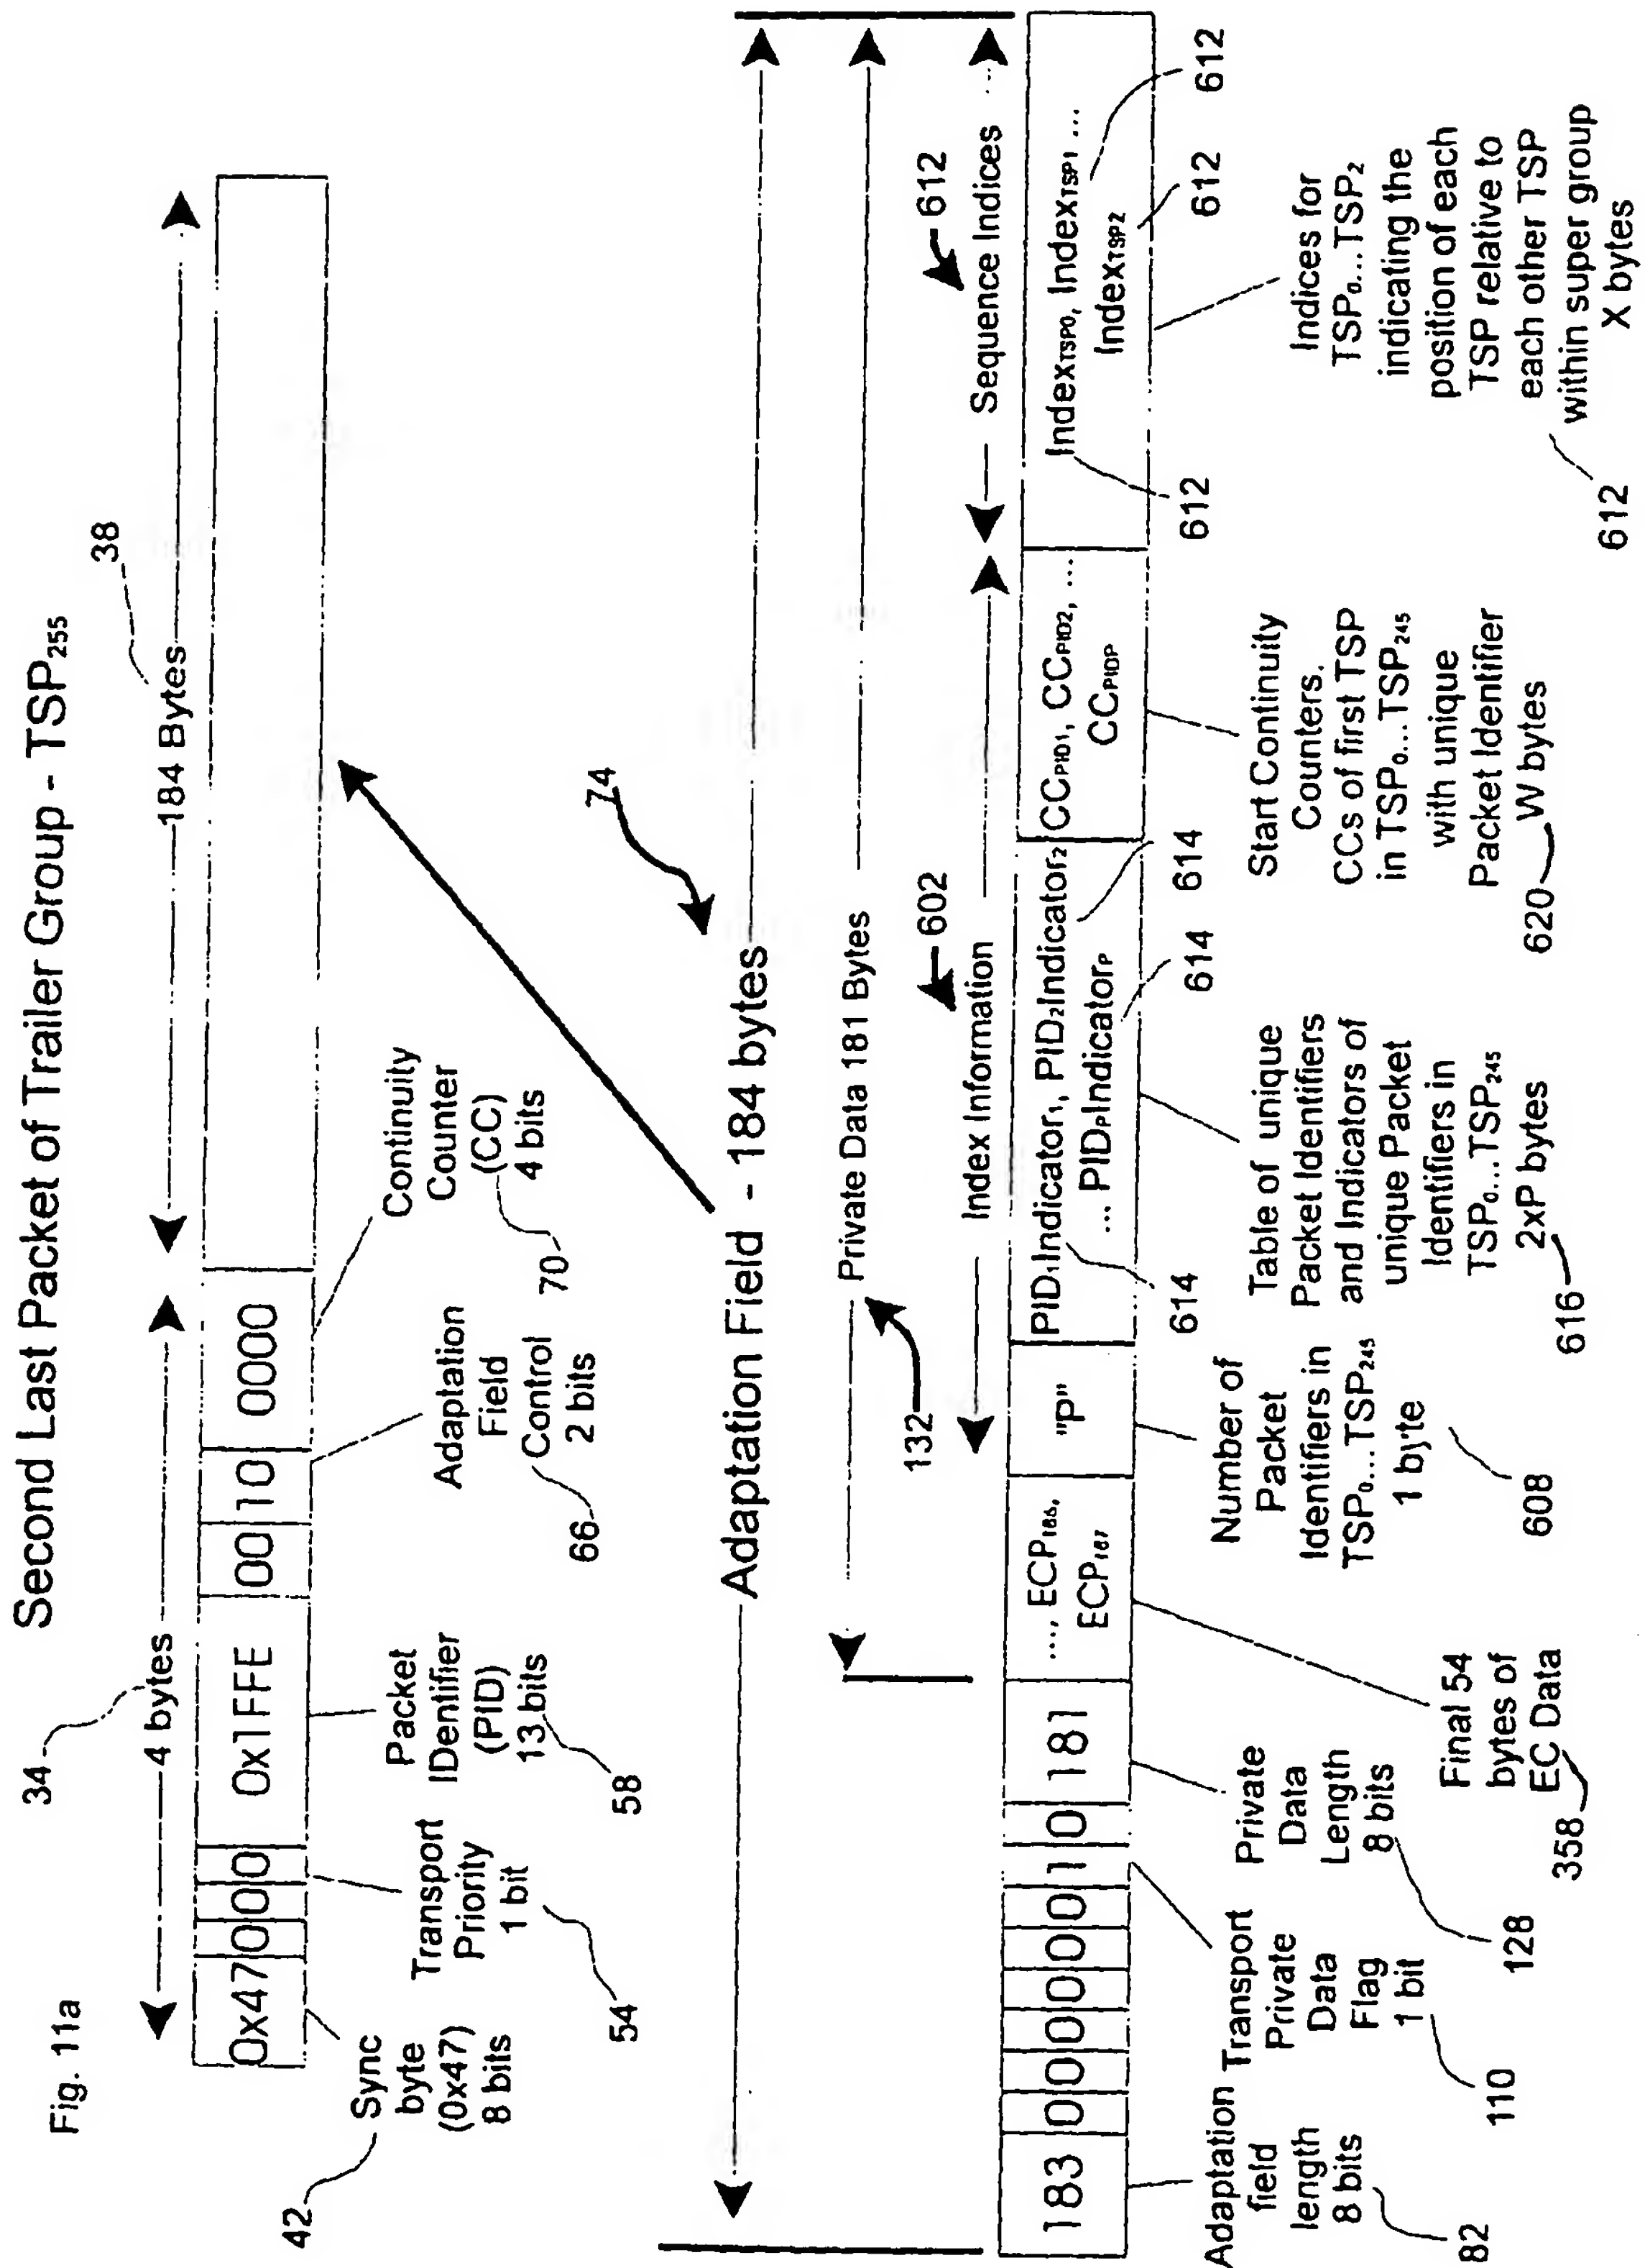 Fig. 11a
Second Last Packet of Trailer Group - TSP255
34
38
4 bytes
184 Bytes
0x47 0 0 0 0x1FFE 00 10 0000
42
Sync
byte
(0x47)
8 bits
Transport
Priority
1 bit
54
Packet
IDentifier
(PID)
13 bits
58
Adaptation
Field
Control
2 bits
66
Continuity
Counter
(CC)
4 bits
70
74
Adaptation Field - 184 bytes
Private Data 181 Bytes
132
602
612
Index Information
Sequence Indices
183 0 0 0 0 0 0 1 0 181
..., ECP186,
ECP187
"P"
PID1Indicator1, PID2Indicator2
... PIDPIndicatorP
CCPID1, CCPID2, ...
CCPIDP
IndexTSP0, IndexTSP1 ...
IndexTSP2
614
614
614
612
612
612
Adaptation
field
length
8 bits
82
Transport
Private
Data
Flag
1 bit
110
Private
Data
Length
8 bits
128
Final 54
bytes of
EC Data
358
Number of
Packet
Identifiers in
TSP0...TSP245
1 byte
608
Table of unique
Packet Identifiers
and Indicators of
unique Packet
Identifiers in
TSP0...TSP245
2xP bytes
616
Start Continuity
Counters.
CCs of first TSP
in TSP0...TSP245
with unique
Packet Identifier
W bytes
620
Indices for
TSP0...TSP2
indicating the
position of each
TSP relative to
each other TSP
within super group
X bytes
612